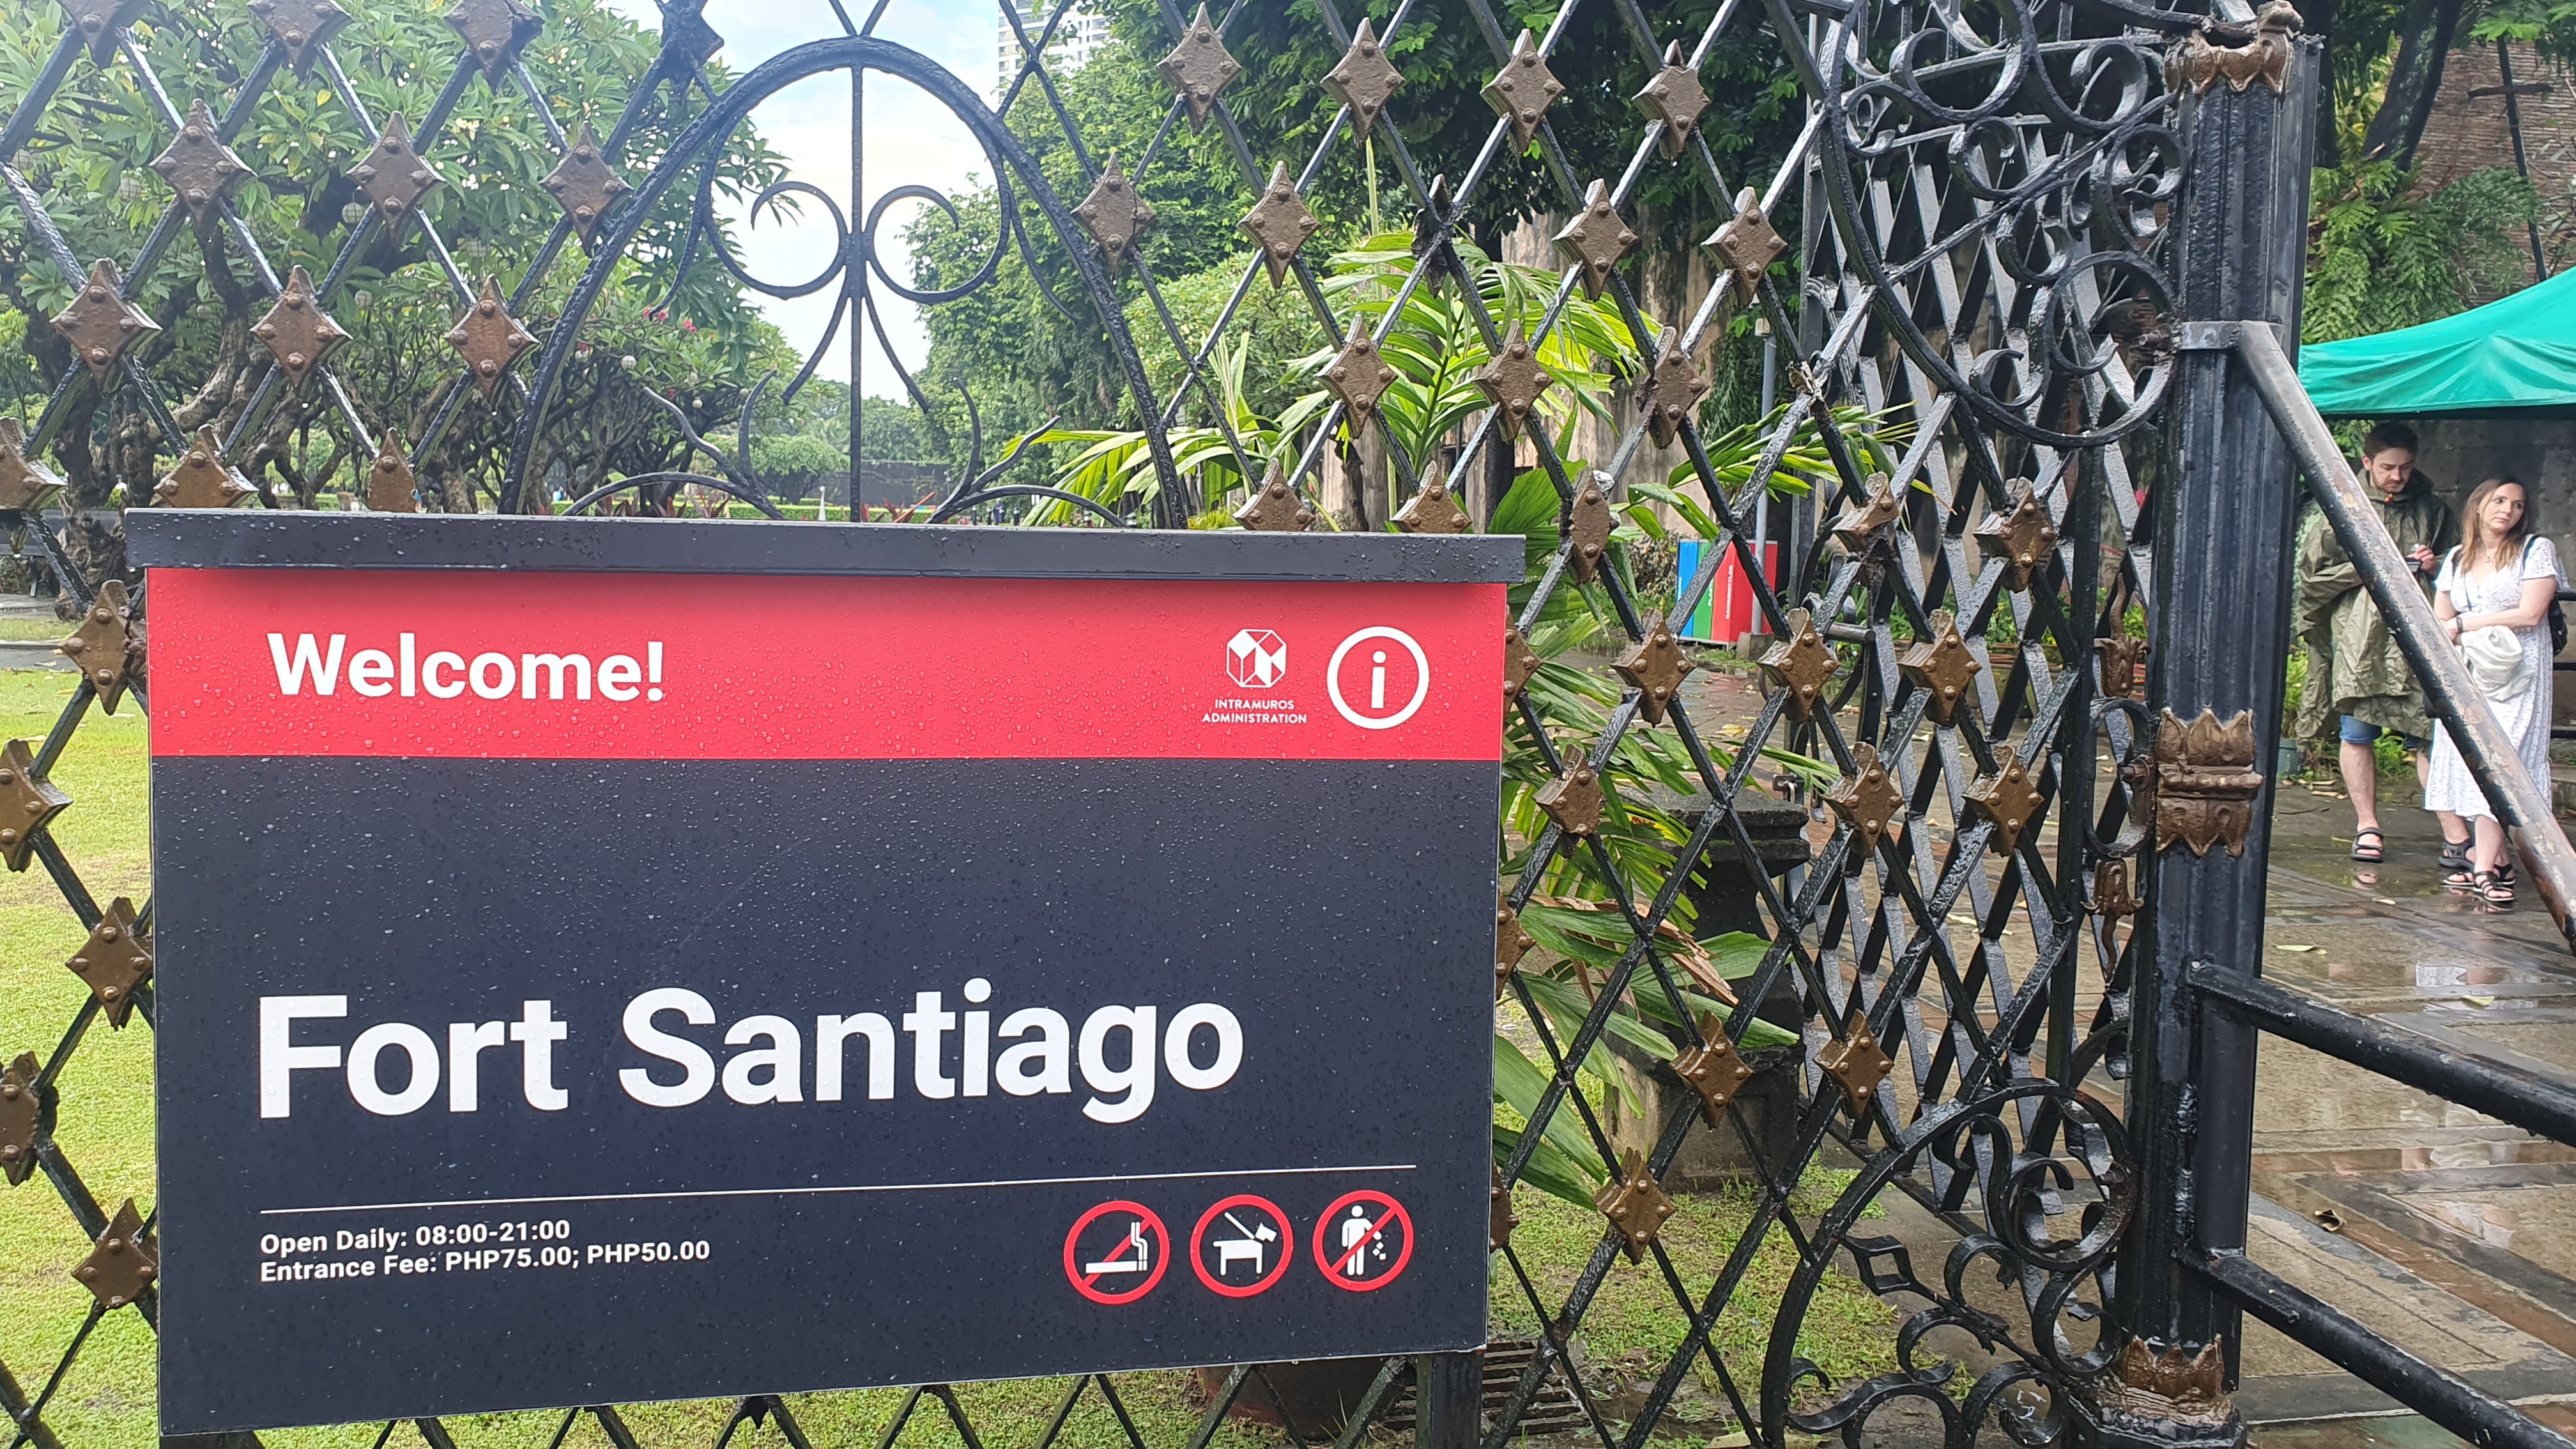 Welcome!
INTRAMUROS
ADMINISTRATION
i
Fort Santiago
Open Daily: 08:00-21:00
Entrance Fee: PHP75.00; PHP50.00